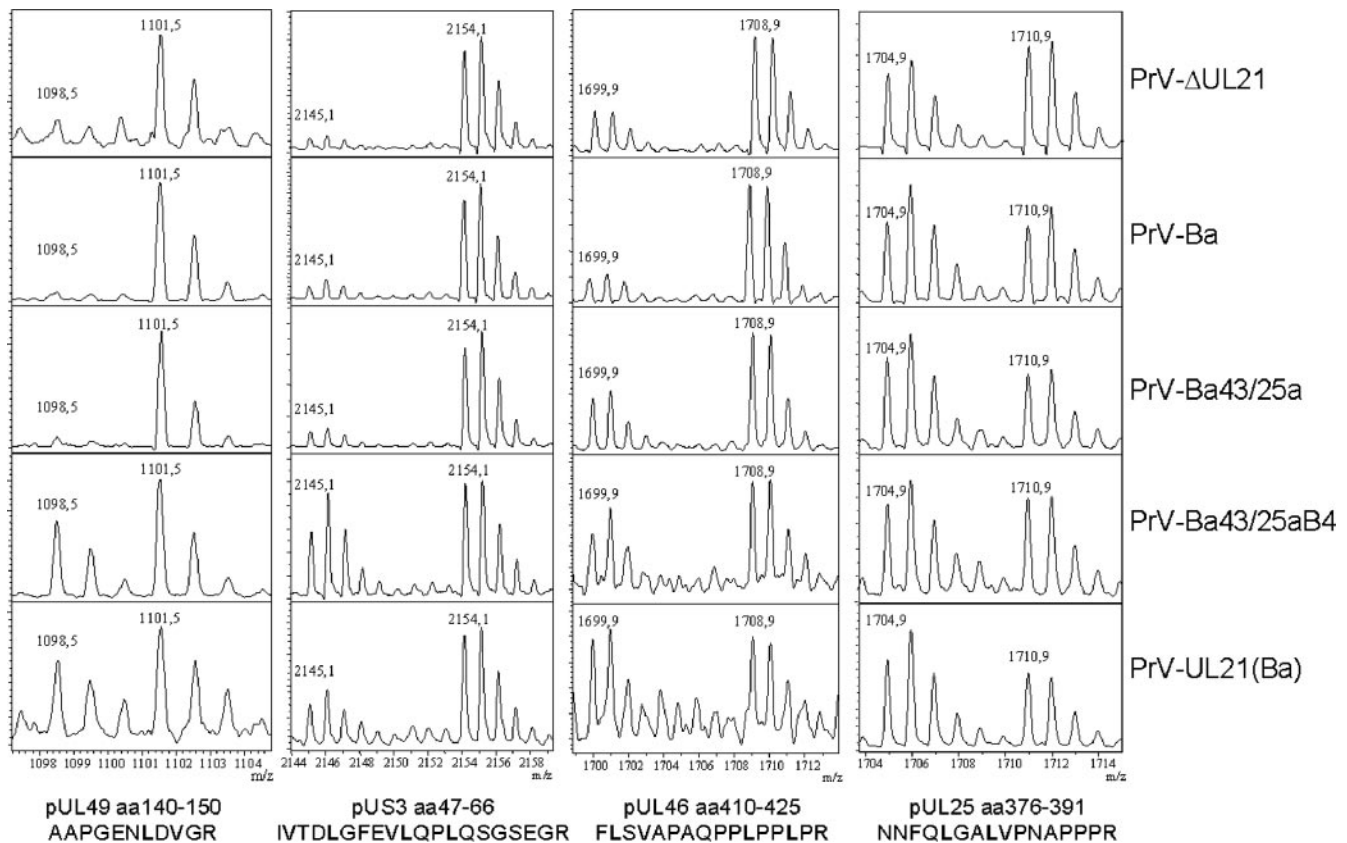 1101,5 2154,1 1708,9 1710,9
1098,5 2145,1 1699,9 1704,9
PrV-ΔUL21
1101,5 2154,1 1708,9
1098,5 2145,1 1699,9 1704,9 1710,9
PrV-Ba
1101,5 2154,1 1708,9
1098,5 2145,1 1699,9 1704,9 1710,9
PrV-Ba43/25a
1101,5 2154,1 1708,9
1098,5 2145,1 1699,9 1704,9 1710,9
PrV-Ba43/25aB4
1101,5 2154,1 1699,9 1708,9 1704,9
1098,5 2145,1 1710,9
PrV-UL21(Ba)
1098 1099 1100 1101 1102 1103 1104 2144 2146 2148 2150 2152 2154 2156 2158 1700 1702 1704 1706 1708 1710 1712 1704 1706 1708 1710 1712 1714
m/z m/z m/z m/z
pUL49 aa140-150 pUS3 aa47-66 pUL46 aa410-425 pUL25 aa376-391
AAPGENLDVGR IVTDLGFEVLQPLQSGSEGR FLSVAPAQPPLPPLPR NNFQLGALVPNAPPPR